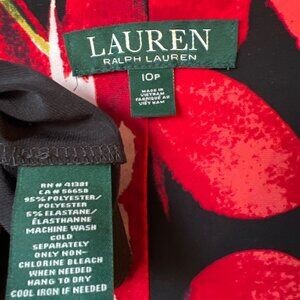 LAUREN
RALPH LAUREN
10P
MADE IN
VIETNAM
FABRIQUÉ AU
VIÊT NAM
RN # 41381
CA # 56658
95% POLYESTER/
POLYESTER
5% ELASTANE/
ÉLASTHANNE
MACHINE WASH
COLD
SEPARATELY
ONLY NON-
CHLORINE BLEACH
WHEN NEEDED
HANG TO DRY
COOL IRON IF NEEDED